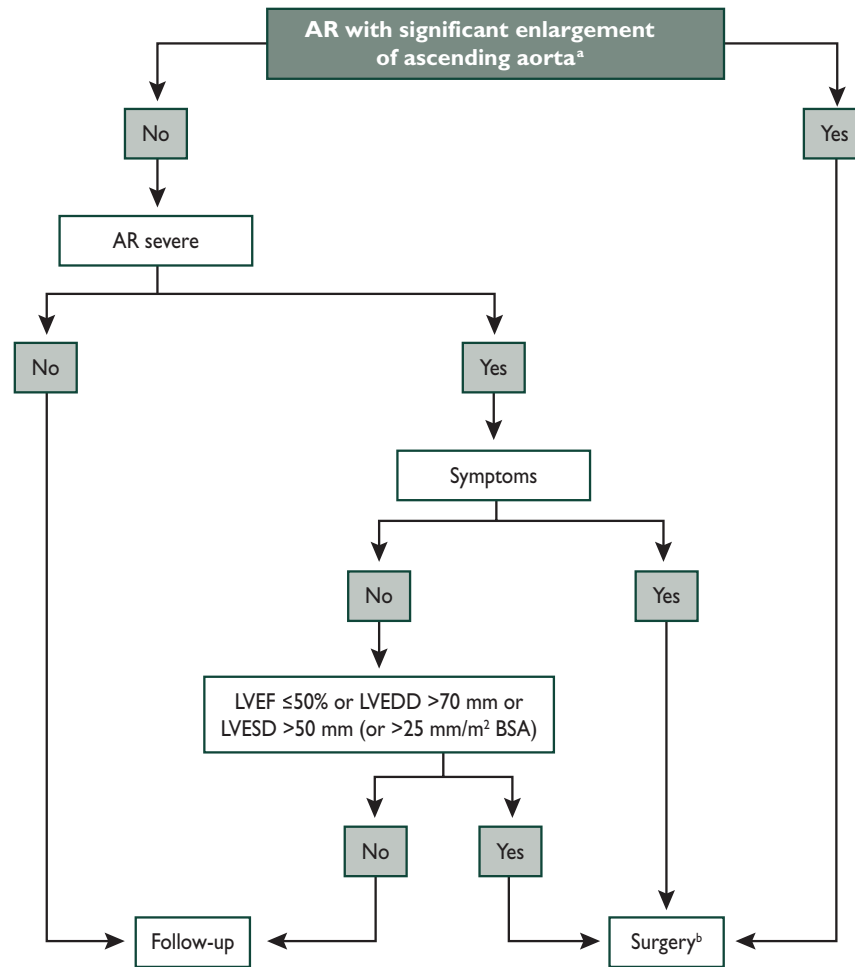 AR with significant enlargement
of ascending aortaᵃ
No
Yes
AR severe
No
Yes
Symptoms
No
Yes
LVEF ≤50% or LVEDD >70 mm or
LVESD >50 mm (or >25 mm/m² BSA)
No
Yes
Follow-up
Surgeryᵇ